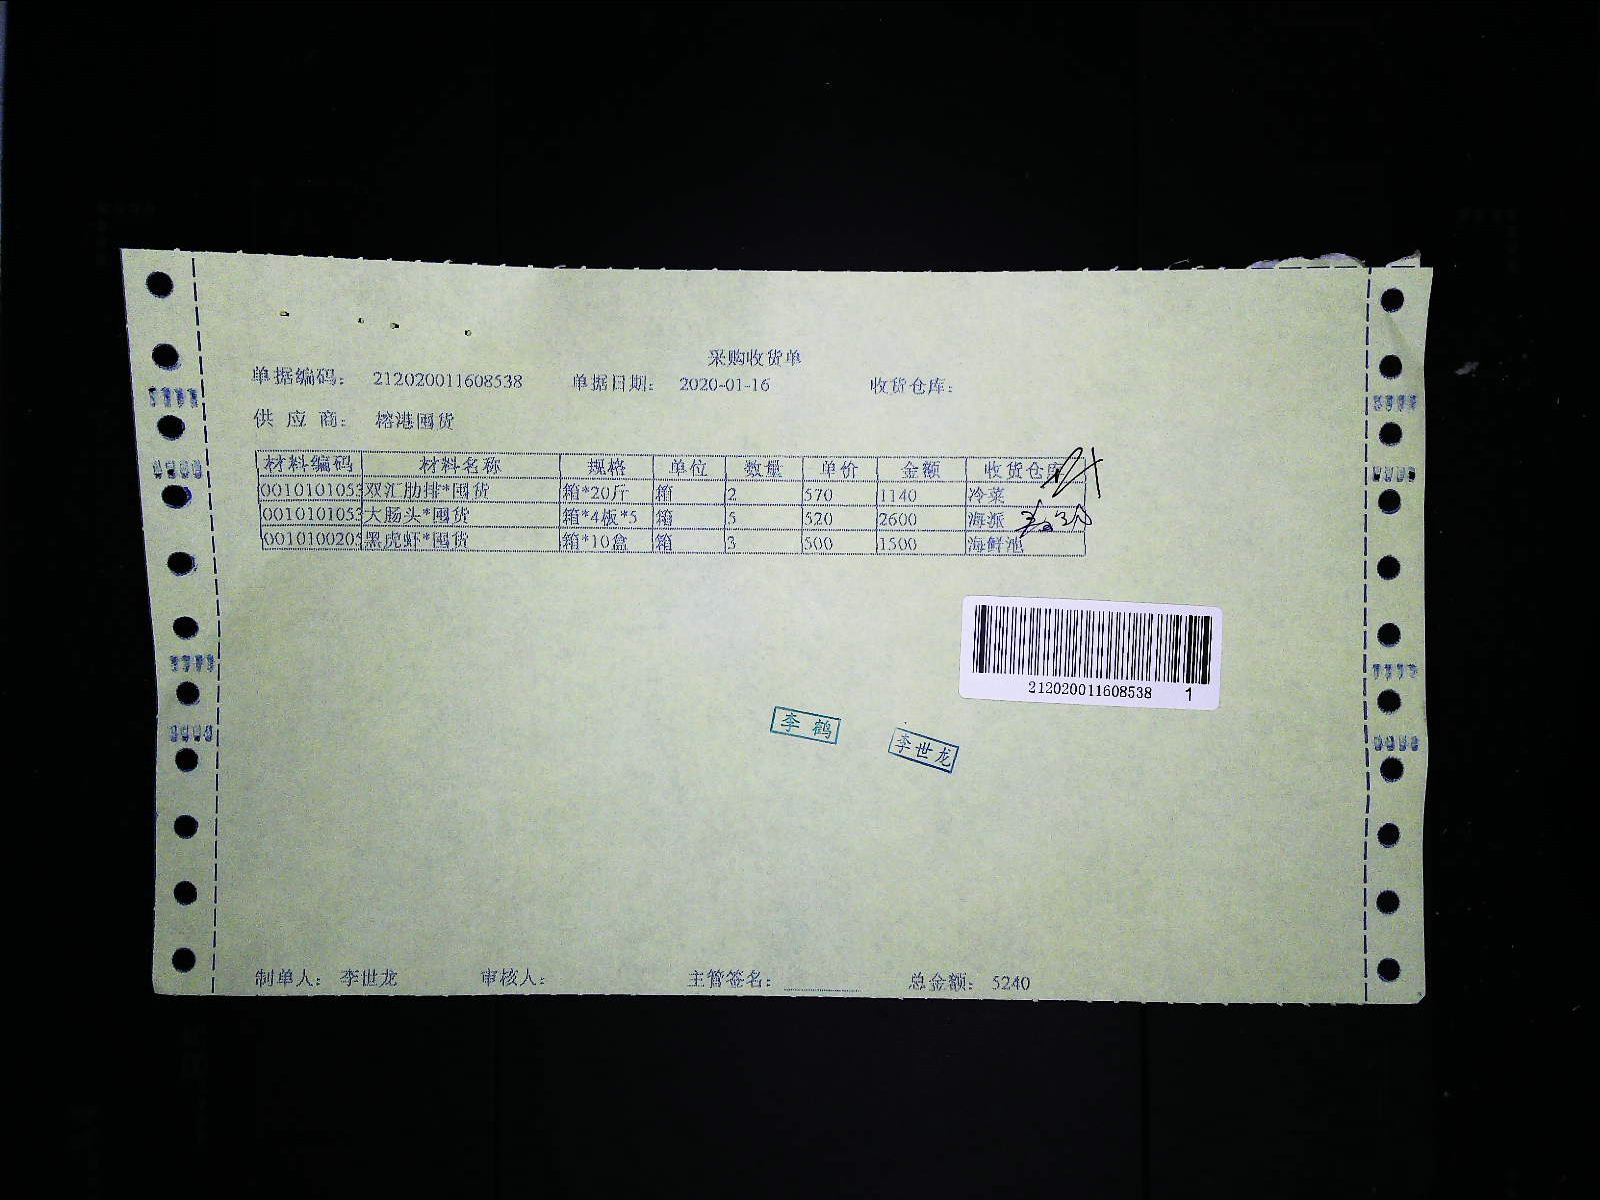 采购收货单
单据编码： 212020011608538 单据日期： 2020-01-16 收货仓库：
供 应 商： 榕港囤货
材料编码 材料名称 规格 单位 数量 单价 金额 收货仓库
0010101053 双汇肋排*囤货 箱*20斤 箱 2 570 1140 冷菜
0010101053 大肠头*囤货 箱*4板*5 箱 5 520 2600 海派
0010100205 黑虎虾*囤货 箱*10盒 箱 3 500 1500 海鲜池
212020011608538 1
李鹤
李世龙
制单人： 李世龙 审核人： 主管签名： 总金额： 5240